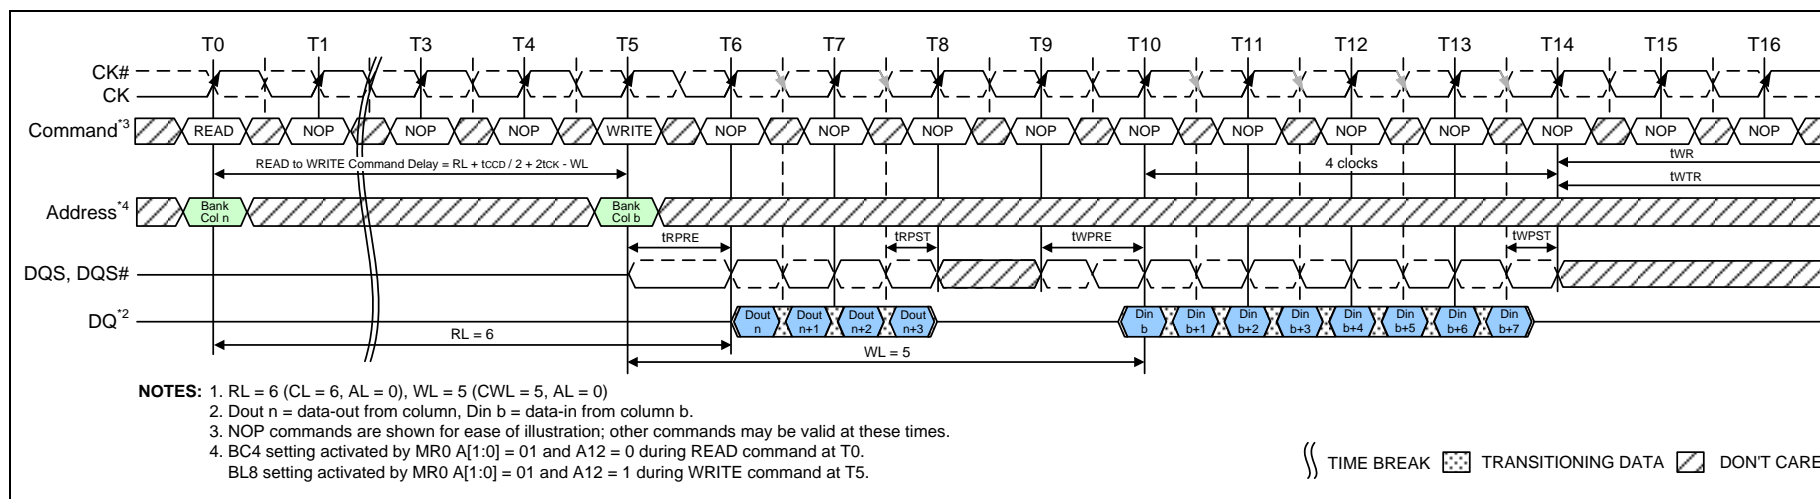 T0 T1 T3 T4 T5 T6 T7 T8 T9 T10 T11 T12 T13 T14 T15 T16
CK#
CK
Command*3 READ NOP NOP NOP WRITE NOP NOP NOP NOP NOP NOP NOP NOP NOP NOP NOP
READ to WRITE Command Delay = RL + tCCD / 2 + 2tCK - WL
4 clocks
tWR
tWTR
Address*4 Bank Col n Bank Col b
tRPRE tRPST tWPRE tWPST
DQS, DQS#
DQ*2 Dout n Dout n+1 Dout n+2 Dout n+3 Din b Din b+1 Din b+2 Din b+3 Din b+4 Din b+5 Din b+6 Din b+7
RL = 6
WL = 5
NOTES: 1. RL = 6 (CL = 6, AL = 0), WL = 5 (CWL = 5, AL = 0)
2. Dout n = data-out from column, Din b = data-in from column b.
3. NOP commands are shown for ease of illustration; other commands may be valid at these times.
4. BC4 setting activated by MR0 A[1:0] = 01 and A12 = 0 during READ command at T0.
BL8 setting activated by MR0 A[1:0] = 01 and A12 = 1 during WRITE command at T5.
TIME BREAK TRANSITIONING DATA DON'T CARE